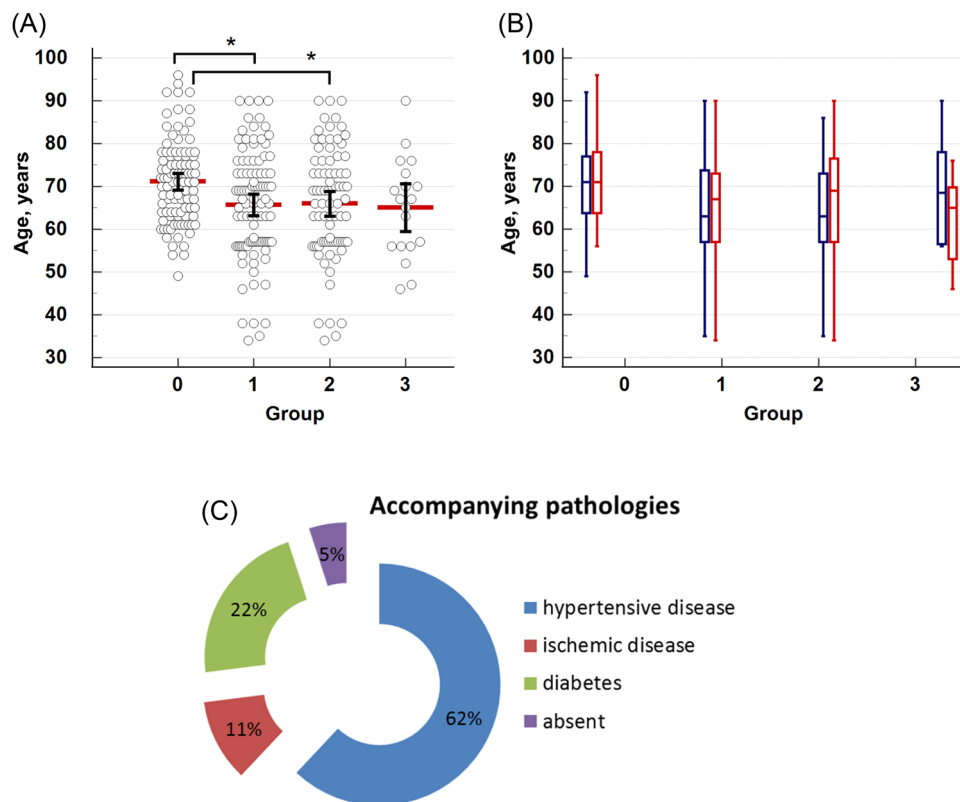 (A)
*
*
100
90
80
70
60
50
40
30
Age, years
0 1 2 3
Group
(B)
100
90
80
70
60
50
40
30
Age, years
0 1 2 3
Group
(C)
Accompanying pathologies
5%
22%
11%
62%
hypertensive disease
ischemic disease
diabetes
absent